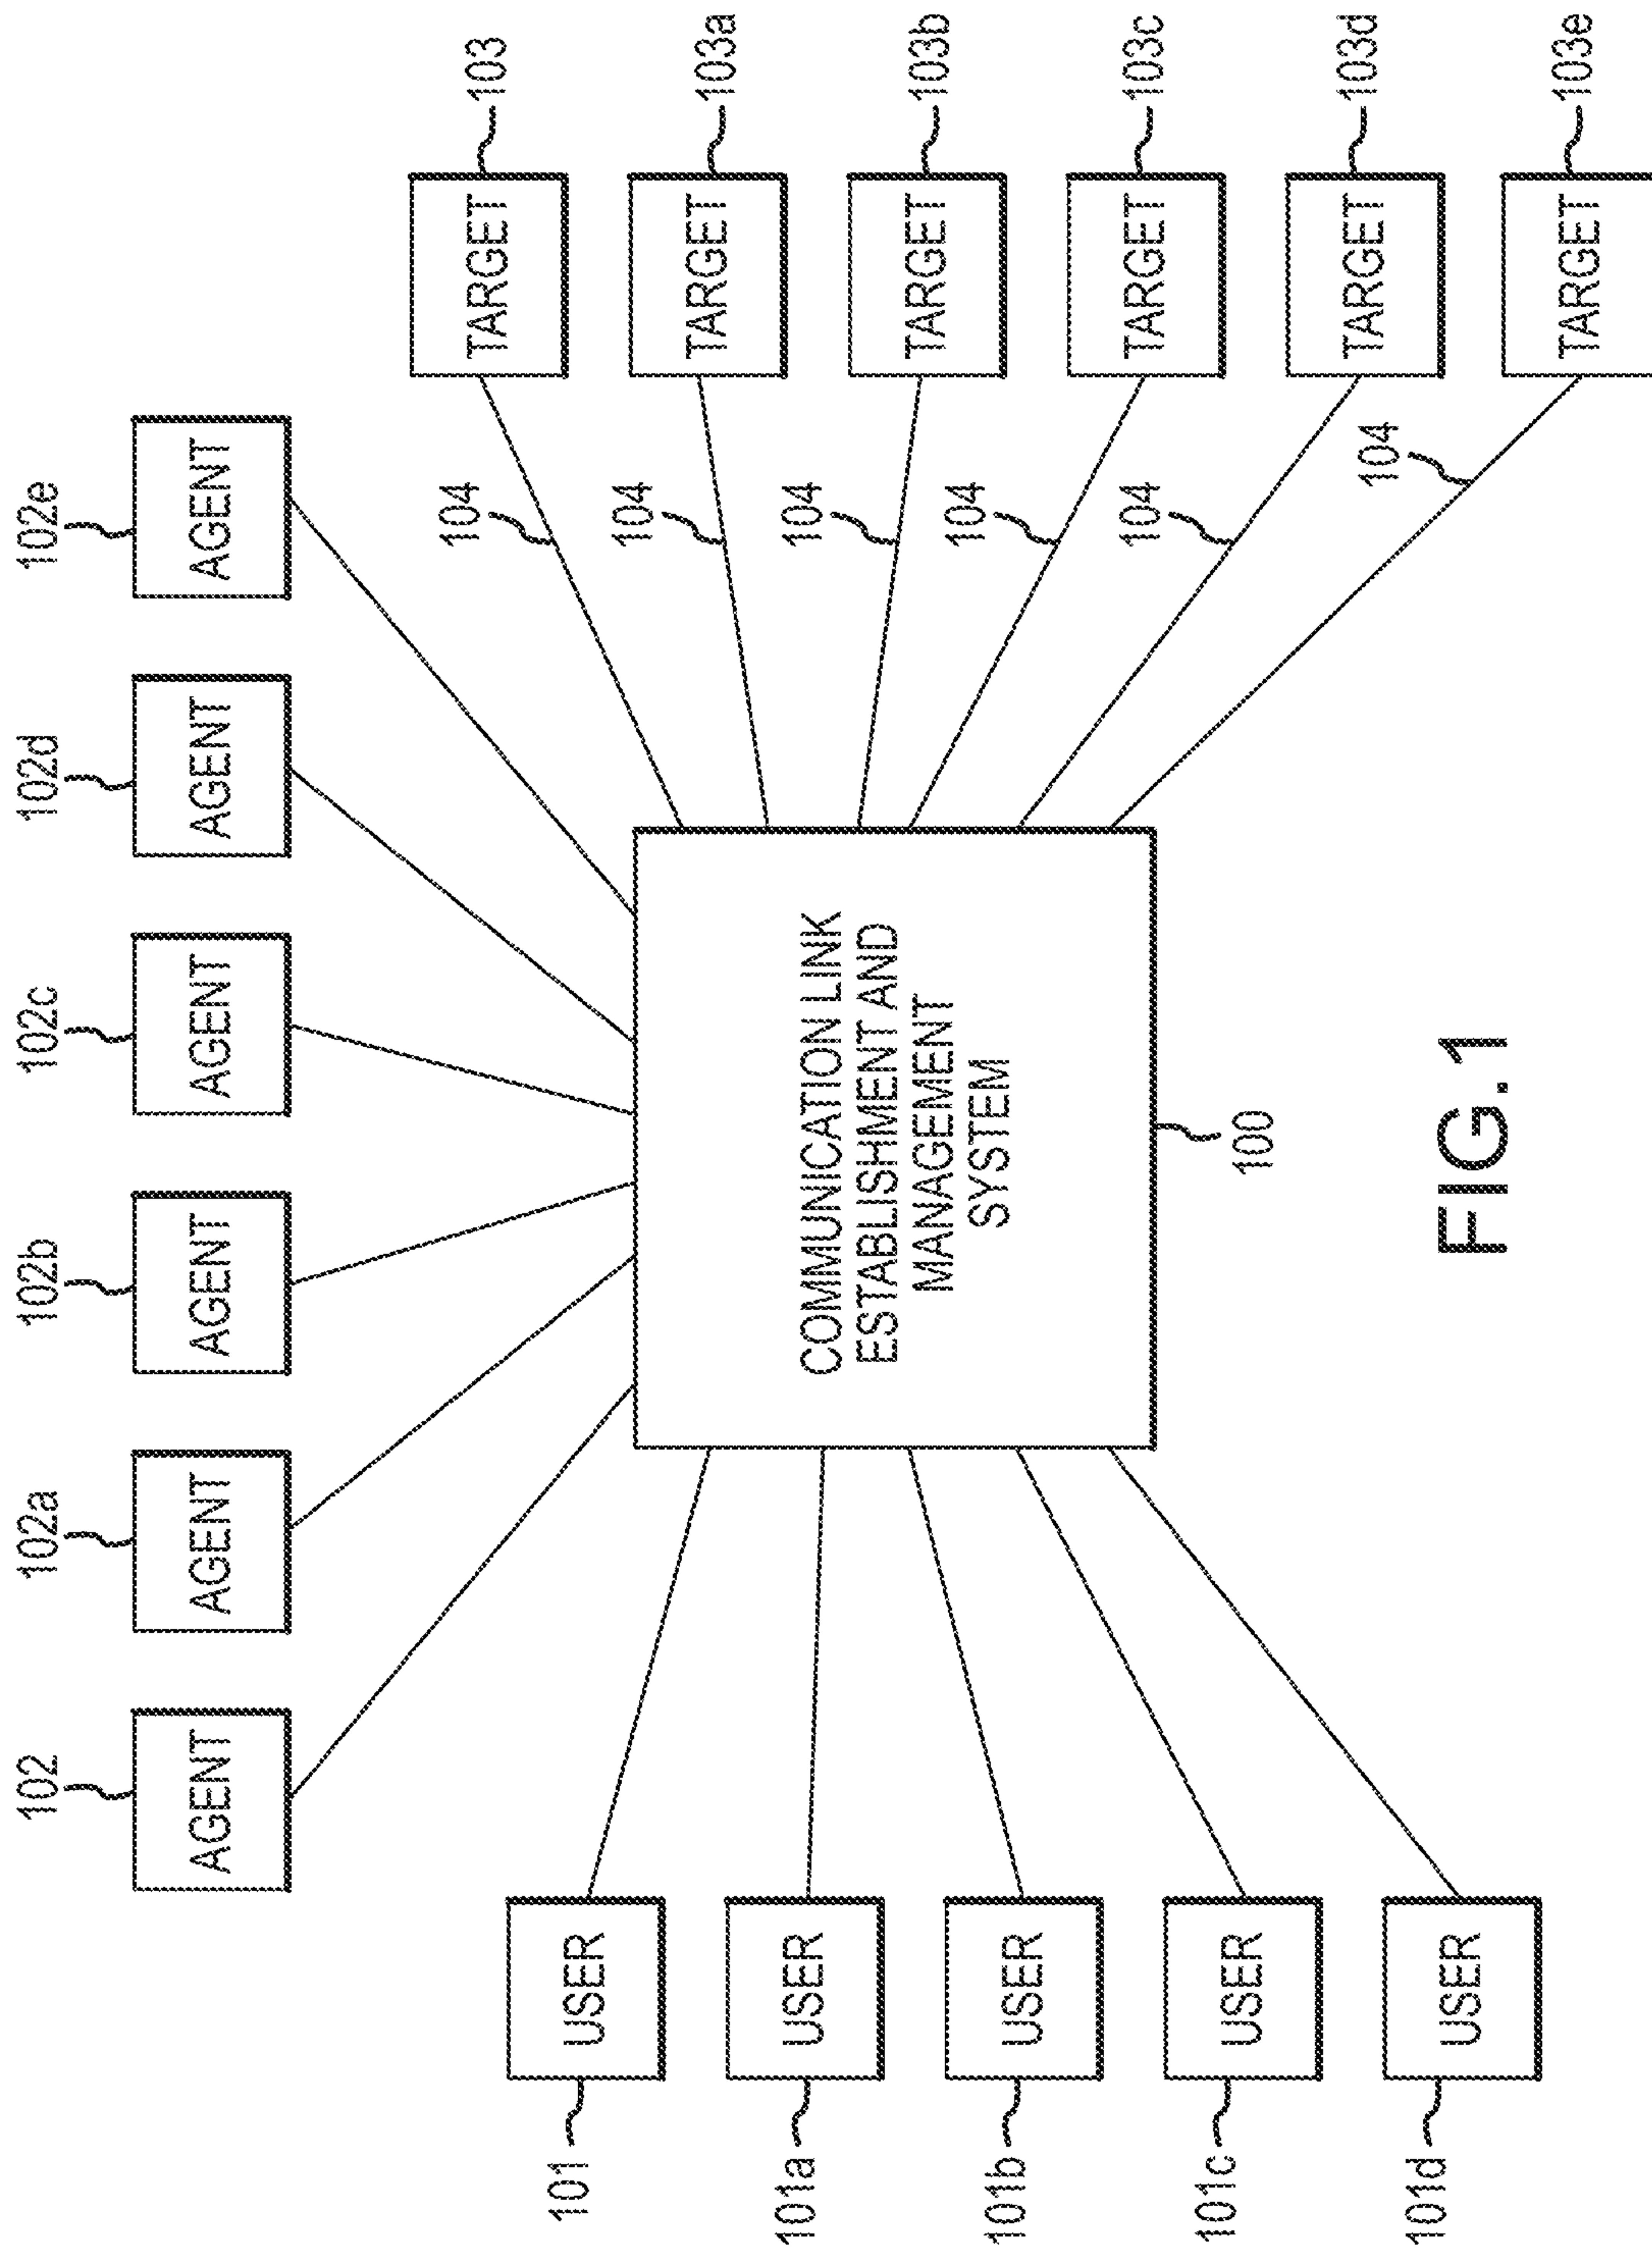 102
102a
102b
102c
102d
102e
AGENT
AGENT
AGENT
AGENT
AGENT
AGENT
101
USER
101a
USER
101b
USER
101c
USER
101d
USER
COMMUNICATION LINK
ESTABLISHMENT AND
MANAGEMENT
SYSTEM
100
104
104
104
104
104
104
TARGET
103
TARGET
103a
TARGET
103b
TARGET
103c
TARGET
103d
TARGET
103e
FIG.1